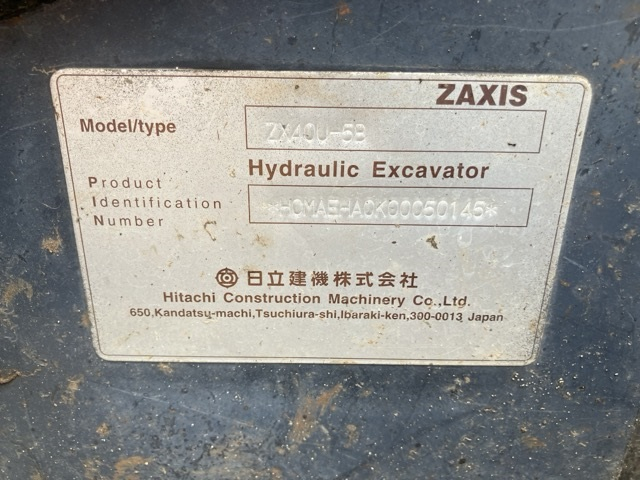 ZAXIS
Model/type ZX40U-5B
Hydraulic Excavator
Product
Identification
Number
日立建機株式会社
Hitachi Construction Machinery Co.,Ltd.
650,Kandatsu-machi,Tsuchiura-shi,Ibaraki-ken,300-0013 Japan